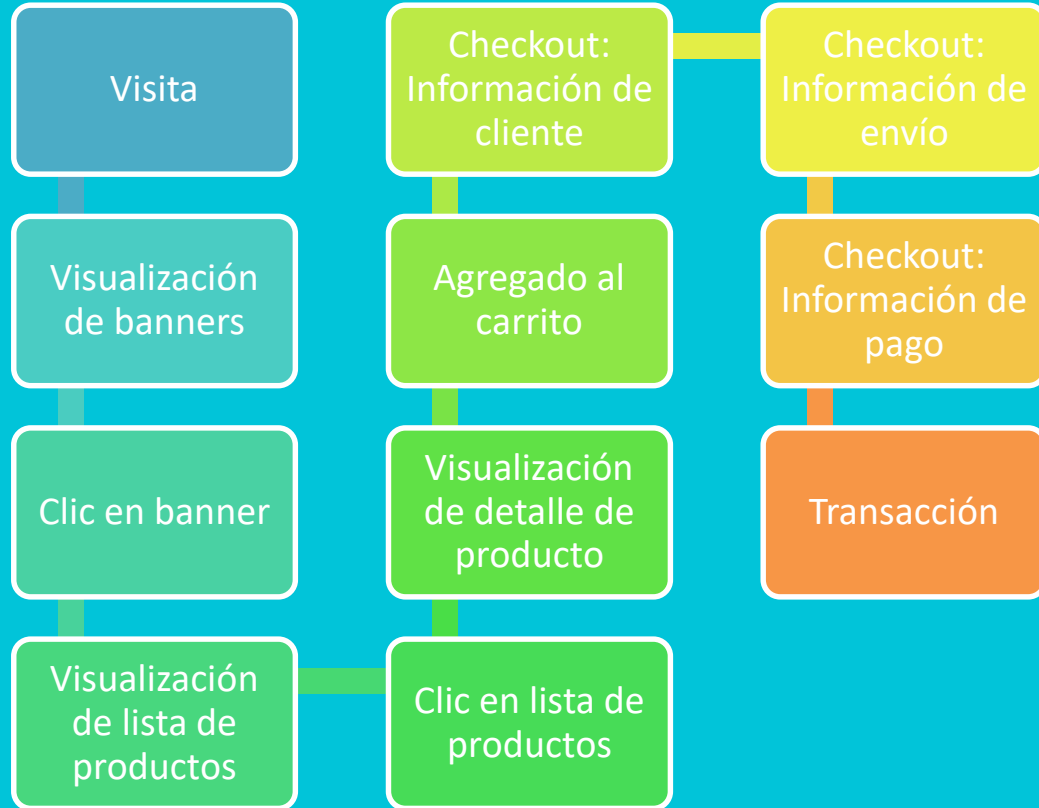 Visita
Visualización
de banners
Clic en banner
Visualización
de lista de
productos
Clic en lista de
productos
Visualización
de detalle de
producto
Agregado al
carrito
Checkout:
Información de
cliente
Checkout:
Información de
envío
Checkout:
Información de
pago
Transacción